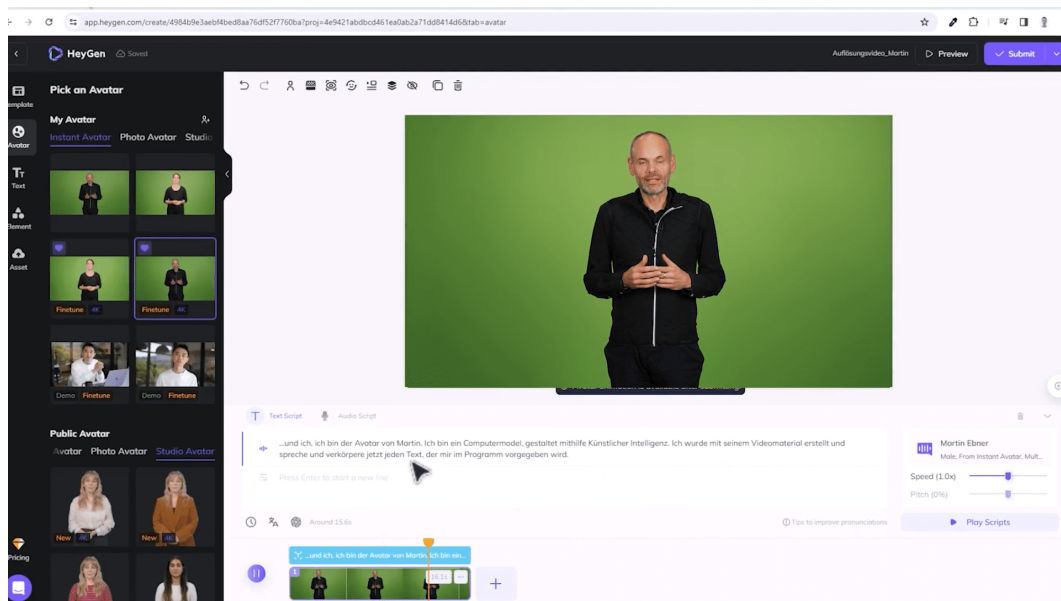 app.heygen.com/create/4984b9e3aebf4bed8aa76df52f7760ba?proj=4e9421abdbcd461ea0ab2a71dd8414d6&tab=avatar
HeyGen Saved Auflösungsvideo_Martin Preview Submit
Pick an Avatar
My Avatar
Instant Avatar Photo Avatar Studio
Avatar
Text
Element
Asset
Finetune 4K Finetune 4K
Demo Finetune Demo Finetune
Public Avatar
Avatar Photo Avatar Studio Avatar
New 4K New 4K
Pricing
Text Script Audio Script
...und ich, ich bin der Avatar von Martin. Ich bin ein Computermodel, gestaltet mithilfe Künstlicher Intelligenz. Ich wurde mit seinem Videomaterial erstellt und
spreche und verkörpere jetzt jeden Text, der mir im Programm vorgegeben wird.
Press Enter to start a new line
Around 15.6s Tips to improve pronunciations
Martin Ebner
Male, From Instant Avatar, Mult...
Speed (1.0x)
Pitch (0%)
Play Scripts
...und ich, ich bin der Avatar von Martin. Ich bin ein...
1 16.1s